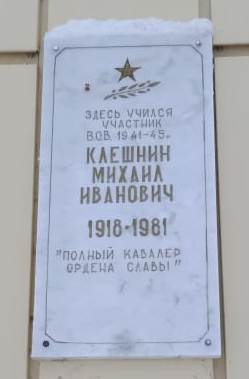 ЗДЕСЬ УЧИЛСЯ
УЧАСТНИК
В.О.В. 1941-45г.
КЛЕШНИН
МИХАИЛ
ИВАНОВИЧ
1918-1981
"ПОЛНЫЙ КАВАЛЕР
ОРДЕНА СЛАВЫ"